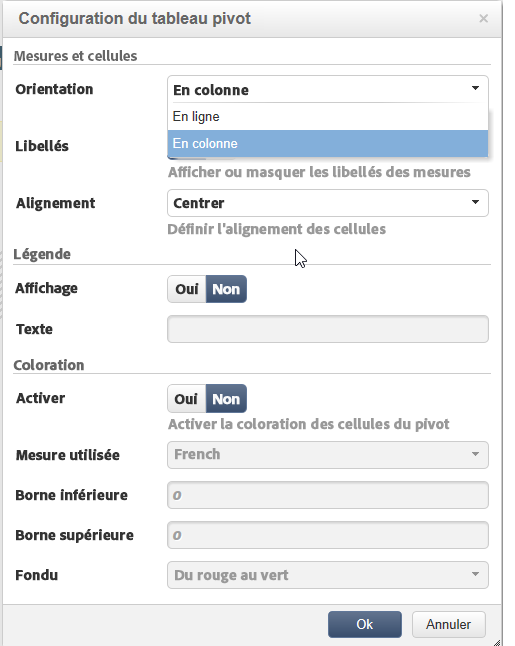 Configuration du tableau pivot ×
Mesures et cellules
Orientation En colonne
En ligne
En colonne
Libellés
Afficher ou masquer les libellés des mesures
Alignement Centrer
Définir l'alignement des cellules
Légende
Affichage Oui Non
Texte
Coloration
Activer Oui Non
Activer la coloration des cellules du pivot
Mesure utilisée French
Borne inférieure 0
Borne supérieure 0
Fondu Du rouge au vert
Ok Annuler